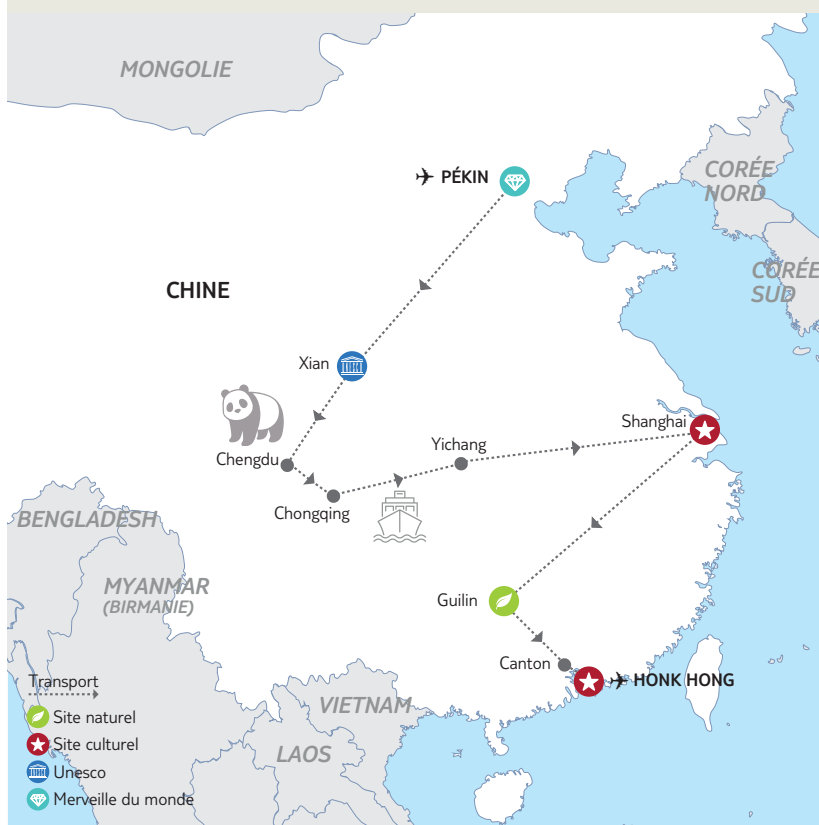 MONGOLIE
CORÉE
NORD
PÉKIN
CORÉE
SUD
CHINE
Xian
Shanghai
Yichang
Chengdu
Chongqing
BENGLADESH
MYANMAR
(BIRMANIE)
Guilin
Canton
HONK HONG
Transport
VIETNAM
Site naturel
Site culturel
LAOS
Unesco
Merveille du monde